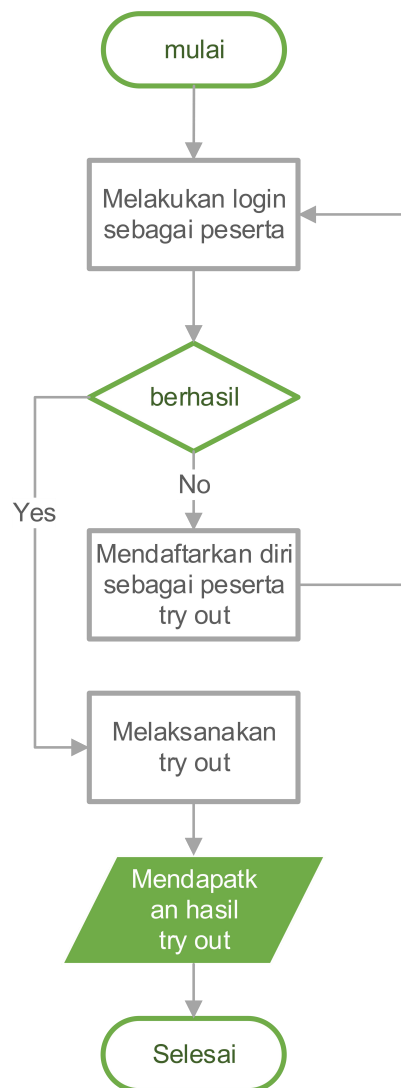 mulai
Melakukan login
sebagai peserta
berhasil
No
Yes
Mendaftarkan diri
sebagai peserta
try out
Melaksanakan
try out
Mendapatk
an hasil
try out
Selesai